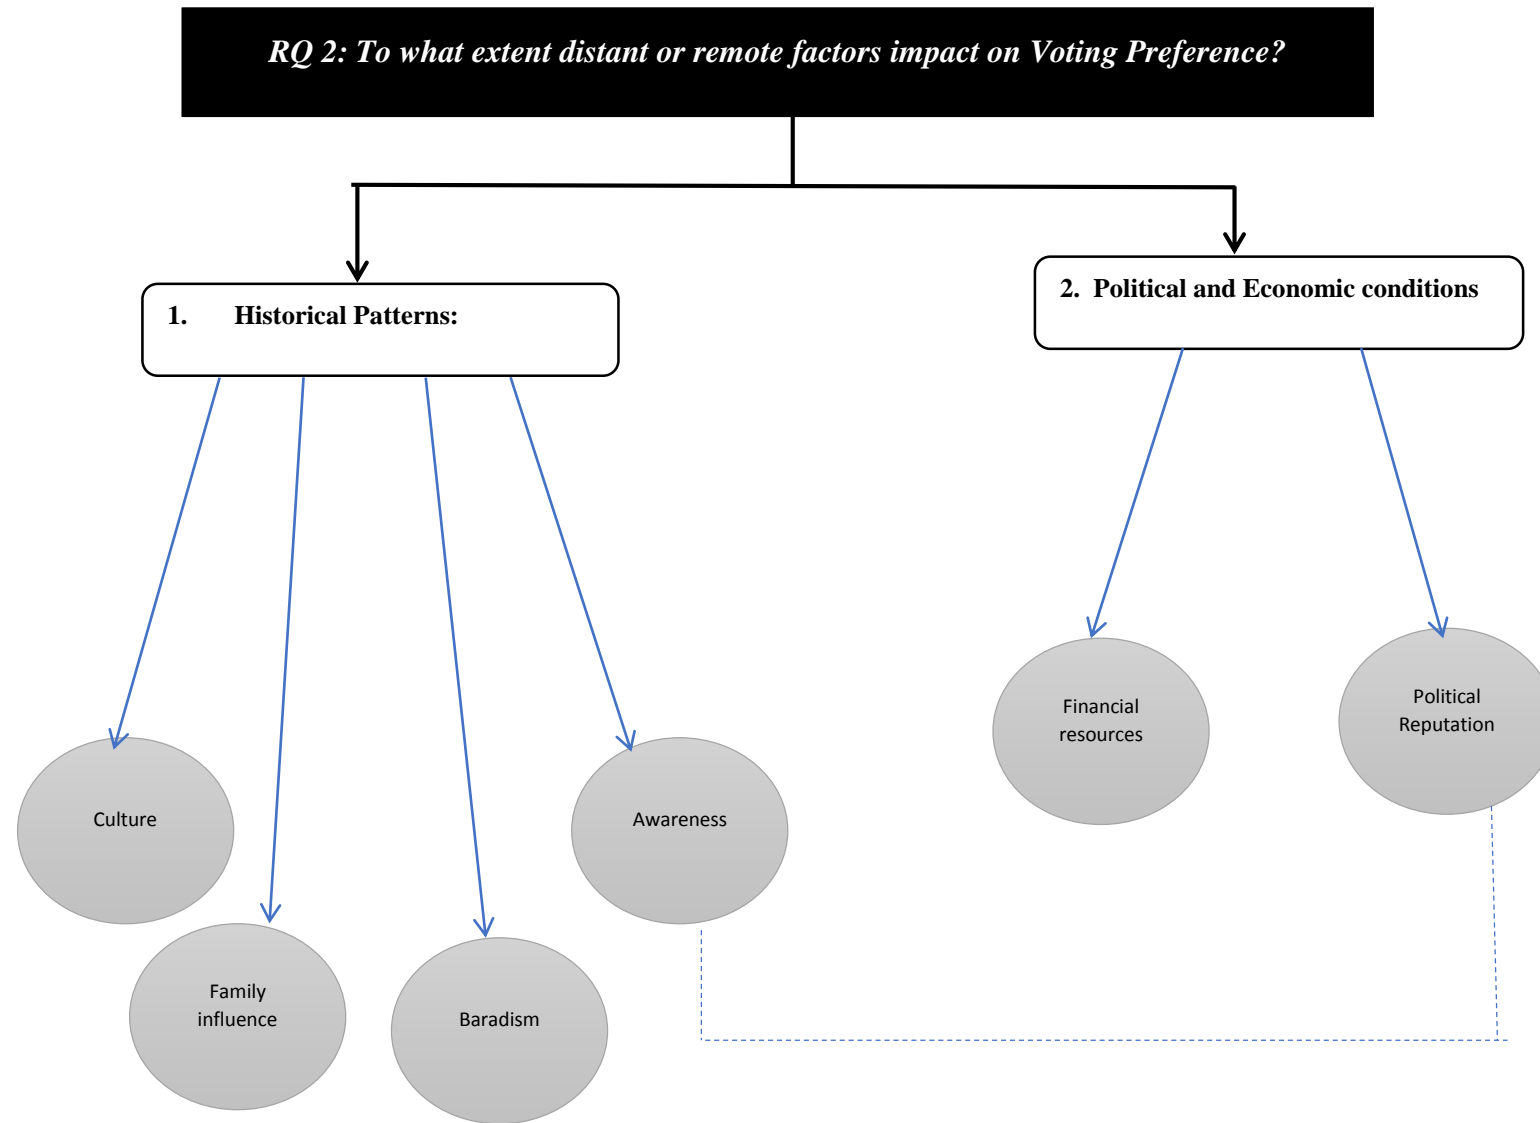 RQ 2: To what extent distant or remote factors impact on Voting Preference?
1. Historical Patterns:
2. Political and Economic conditions
Financial
resources
Political
Reputation
Culture
Awareness
Family
influence
Baradism